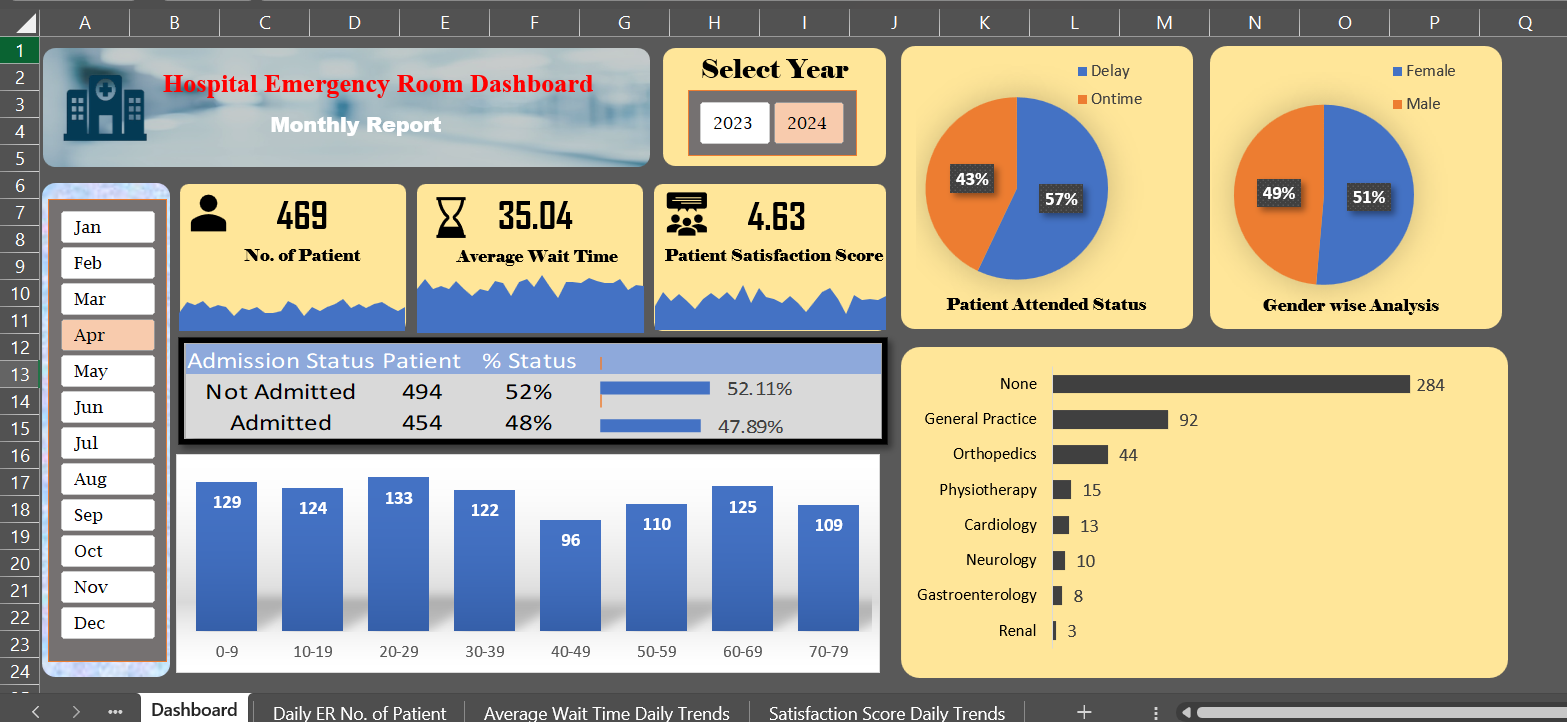 A B C D E F G H I J K L M N O P Q
1
2
3
4
5
6
7
8
9
10
11
12
13
14
15
16
17
18
19
20
21
22
23
24
Hospital Emergency Room Dashboard
Monthly Report
Select Year
2023 2024
Jan
Feb
Mar
Apr
May
Jun
Jul
Aug
Sep
Oct
Nov
Dec
469
No. of Patient
35.04
Average Wait Time
4.63
Patient Satisfaction Score
Delay
Ontime
43%
57%
Patient Attended Status
Female
Male
49%
51%
Gender wise Analysis
Admission Status Patient % Status
Not Admitted 494 52% 52.11%
Admitted 454 48% 47.89%
129 124 133 122 96 110 125 109
0-9 10-19 20-29 30-39 40-49 50-59 60-69 70-79
None 284
General Practice 92
Orthopedics 44
Physiotherapy 15
Cardiology 13
Neurology 10
Gastroenterology 8
Renal 3
Dashboard Daily ER No. of Patient Average Wait Time Daily Trends Satisfaction Score Daily Trends